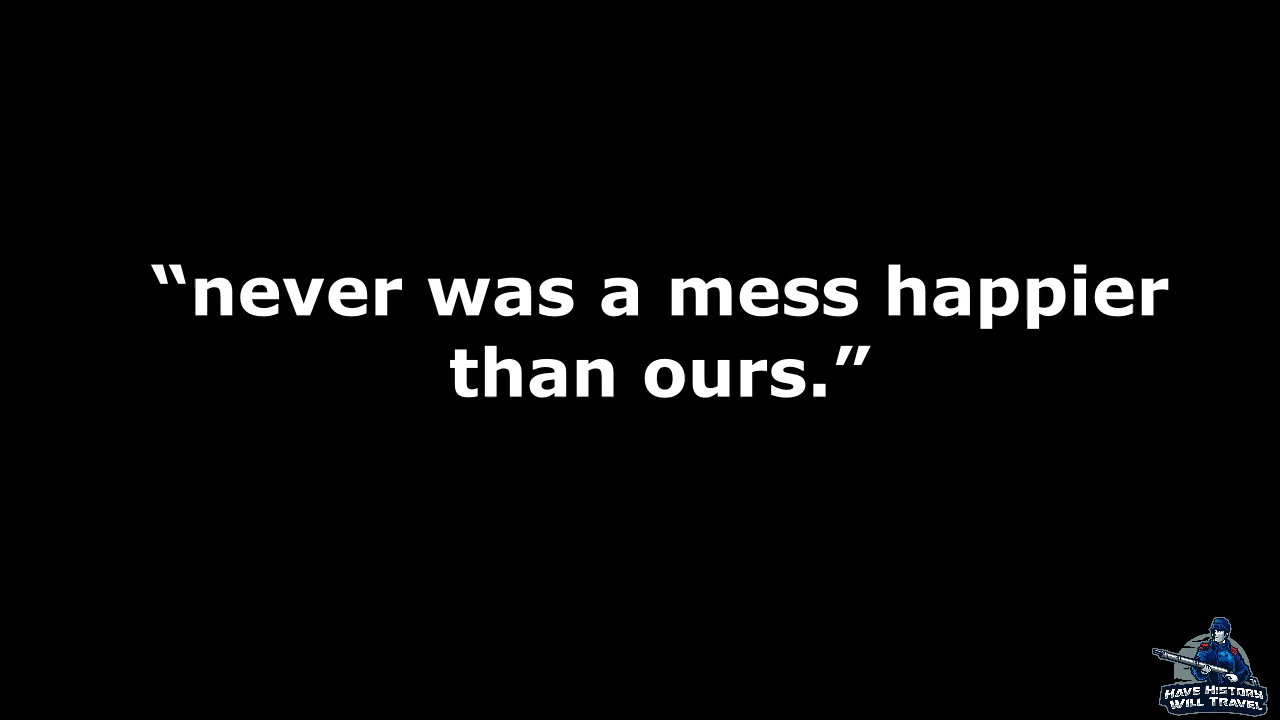 “never was a mess happier
than ours.”
HAVE HISTORY
WILL TRAVEL